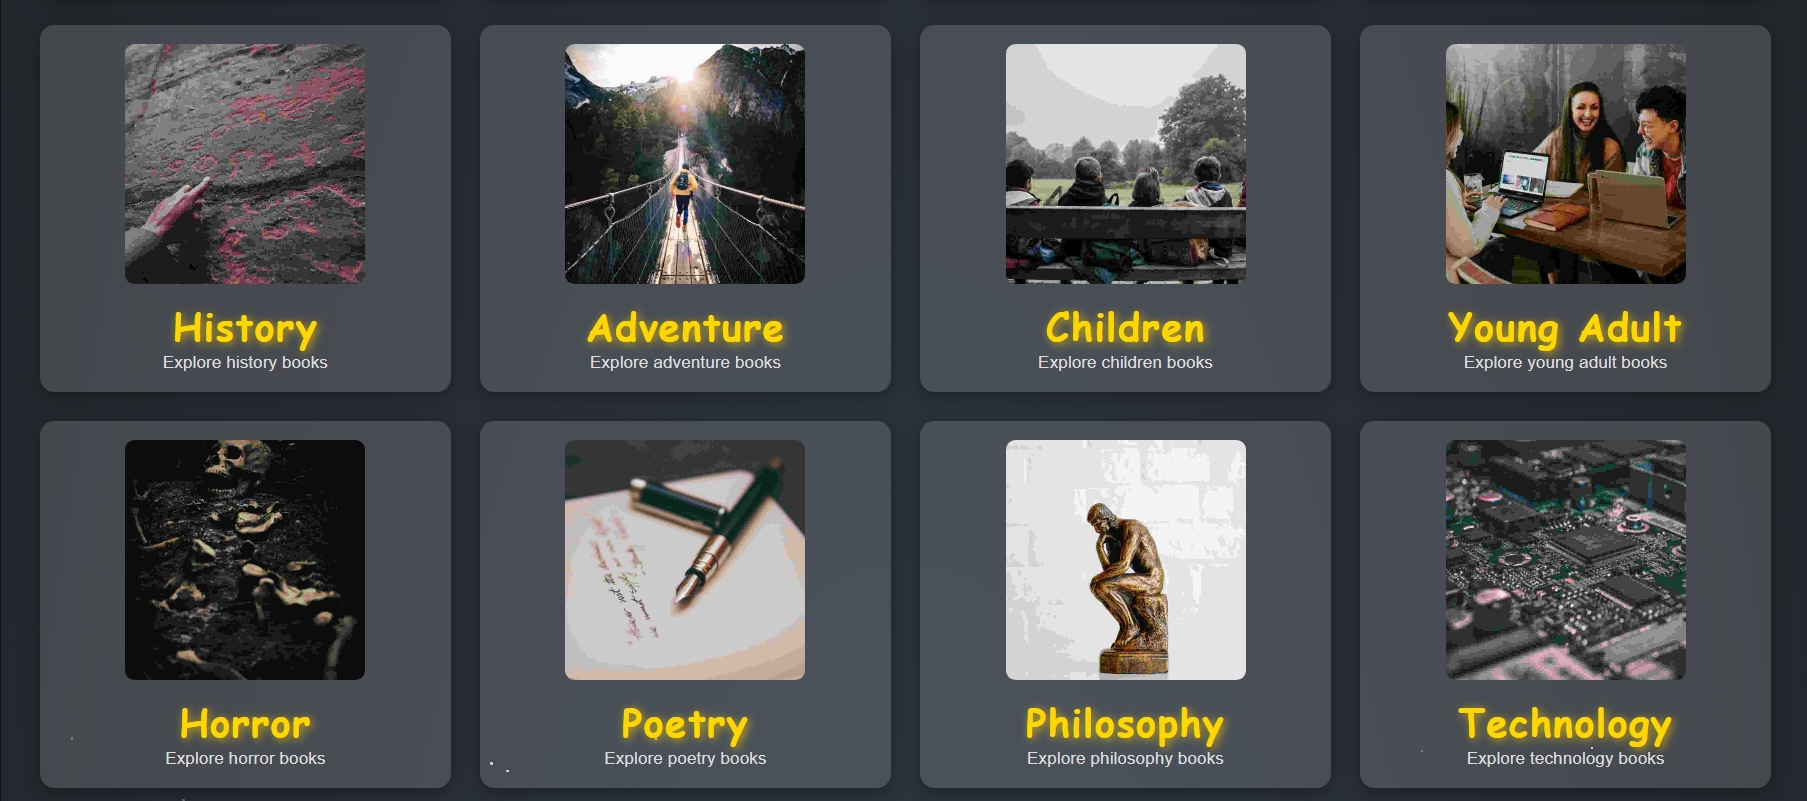 History
Explore history books
Adventure
Explore adventure books
Children
Explore children books
Young Adult
Explore young adult books
Horror
Explore horror books
Poetry
Explore poetry books
Philosophy
Explore philosophy books
Technology
Explore technology books